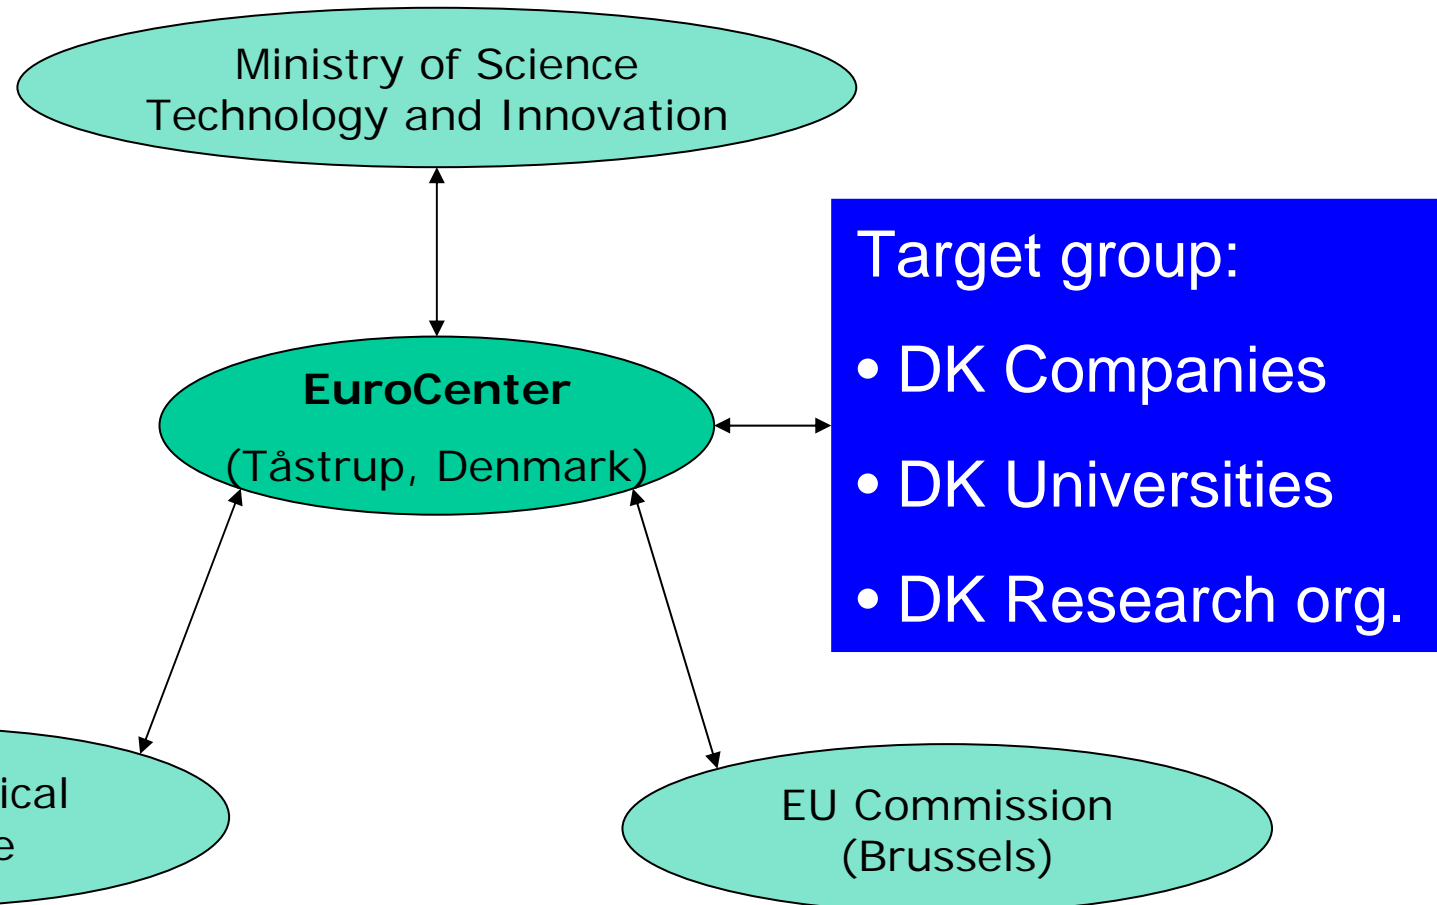 Ministry of Science
Technology and Innovation
Target group:
• DK Companies
• DK Universities
• DK Research org.
EuroCenter
(Tåstrup, Denmark)
EU Commission
(Brussels)